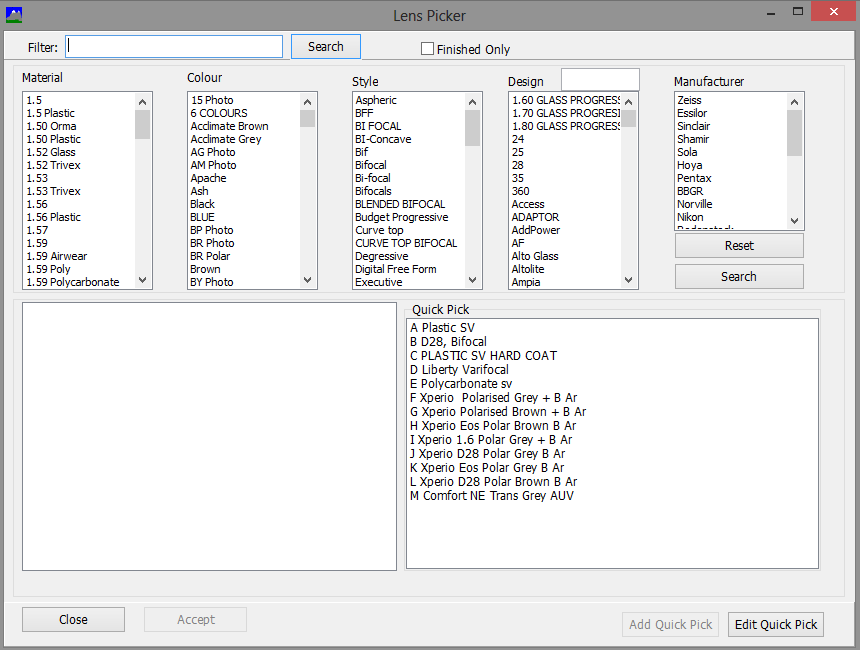 Lens Picker
Filter:
Search
Finished Only
Material
1.5
1.5 Plastic
1.50 Orma
1.50 Plastic
1.52 Glass
1.52 Trivex
1.53
1.53 Trivex
1.56
1.56 Plastic
1.57
1.59
1.59 Airwear
1.59 Poly
1.59 Polycarbonate
Colour
15 Photo
6 COLOURS
Acclimate Brown
Acclimate Grey
AG Photo
AM Photo
Apache
Ash
Black
BLUE
BP Photo
BR Photo
BR Polar
Brown
BY Photo
Style
Aspheric
BFF
BI FOCAL
BI-Concave
Bif
Bifocal
Bi-focal
Bifocals
BLENDED BIFOCAL
Budget Progressive
Curve top
CURVE TOP BIFOCAL
Degressive
Digital Free Form
Executive
Design
1.60 GLASS PROGRESS
1.70 GLASS PROGRESI
1.80 GLASS PROGRESS
24
25
28
35
360
Access
ADAPTOR
AddPower
AF
Alto Glass
Altolite
Ampia
Manufacturer
Zeiss
Essilor
Sinclair
Shamir
Sola
Hoya
Pentax
BBGR
Norville
Nikon
Reset
Search
Quick Pick
A Plastic SV
B D28, Bifocal
C PLASTIC SV HARD COAT
D Liberty Varifocal
E Polycarbonate sv
F Xperio  Polarised Grey + B Ar
G Xperio Polarised Brown + B Ar
H Xperio Eos Polar Brown B Ar
I Xperio 1.6 Polar Grey + B Ar
J Xperio D28 Polar Grey B Ar
K Xperio Eos Polar Grey B Ar
L Xperio D28 Polar Brown B Ar
M Comfort NE Trans Grey AUV
Close
Accept
Add Quick Pick
Edit Quick Pick